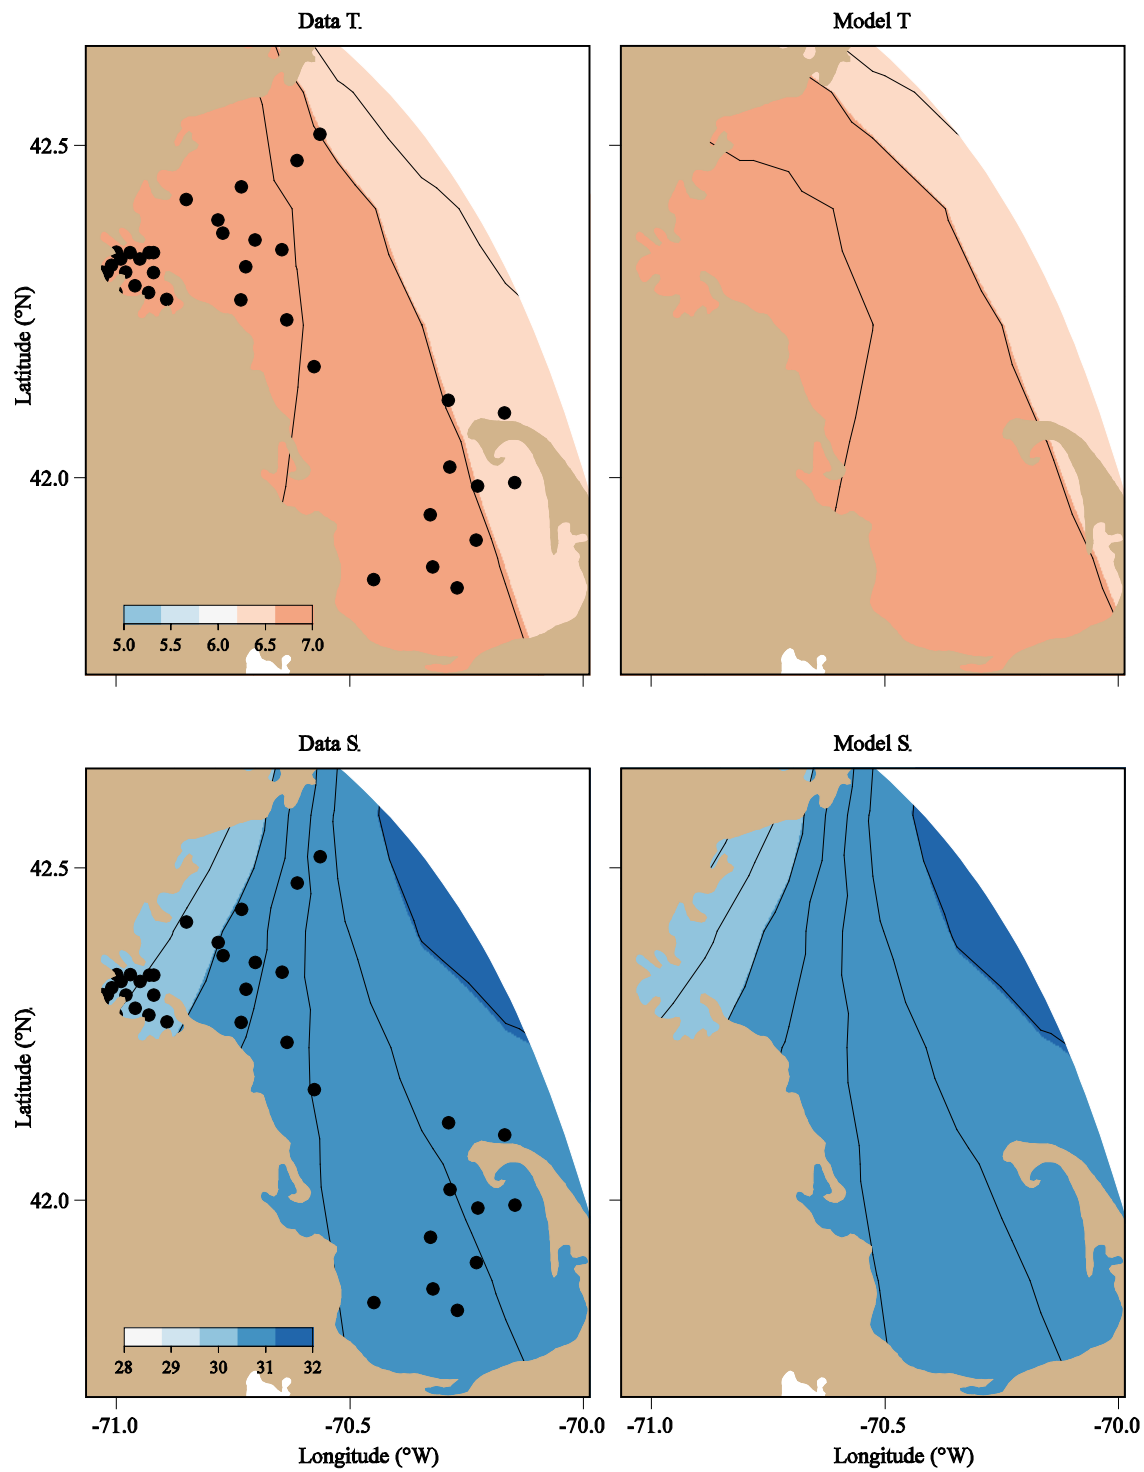 Data T.
Model T
42.5
42.0
Latitude (°N)
5.0 5.5 6.0 6.5 7.0
Data S.
Model S.
42.5
42.0
Latitude (°N)
28 29 30 31 32
-71.0 -70.5 -70.0
-71.0 -70.5 -70.0
Longitude (°W)
Longitude (°W)